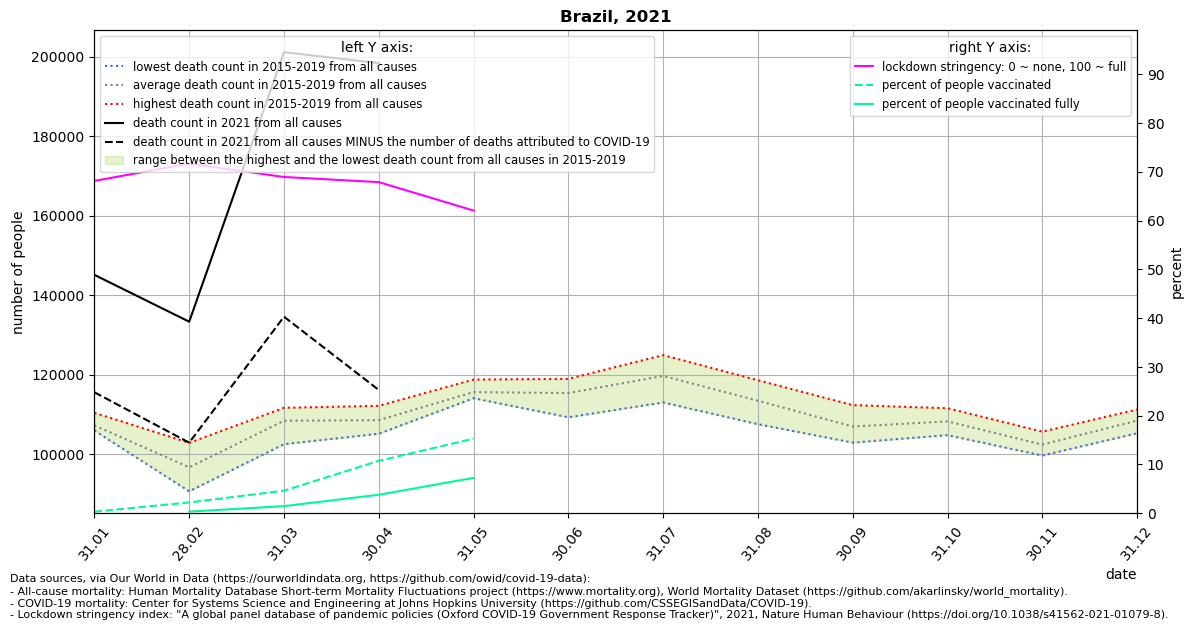 Brazil, 2021
left Y axis:
lowest death count in 2015-2019 from all causes
average death count in 2015-2019 from all causes
highest death count in 2015-2019 from all causes
death count in 2021 from all causes
death count in 2021 from all causes MINUS the number of deaths attributed to COVID-19
range between the highest and the lowest death count from all causes in 2015-2019
right Y axis:
lockdown stringency: 0 ~ none, 100 ~ full
percent of people vaccinated
percent of people vaccinated fully
number of people
200000
180000
160000
140000
120000
100000
percent
90
80
70
60
50
40
30
20
10
0
31.01
28.02
31.03
30.04
31.05
30.06
31.07
31.08
30.09
31.10
30.11
31.12
date
Data sources, via Our World in Data (https://ourworldindata.org, https://github.com/owid/covid-19-data):
- All-cause mortality: Human Mortality Database Short-term Mortality Fluctuations project (https://www.mortality.org), World Mortality Dataset (https://github.com/akarlinsky/world_mortality).
- COVID-19 mortality: Center for Systems Science and Engineering at Johns Hopkins University (https://github.com/CSSEGISandData/COVID-19).
- Lockdown stringency index: "A global panel database of pandemic policies (Oxford COVID-19 Government Response Tracker)", 2021, Nature Human Behaviour (https://doi.org/10.1038/s41562-021-01079-8).